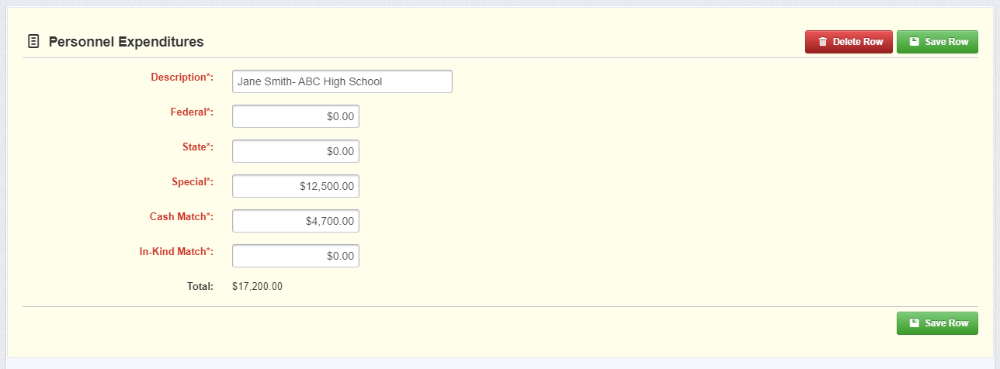 Personnel Expenditures Delete Row Save Row
Description*: Jane Smith- ABC High School
Federal*: $0.00
State*: $0.00
Special*: $12,500.00
Cash Match*: $4,700.00
In-Kind Match*: $0.00
Total: $17,200.00
Save Row